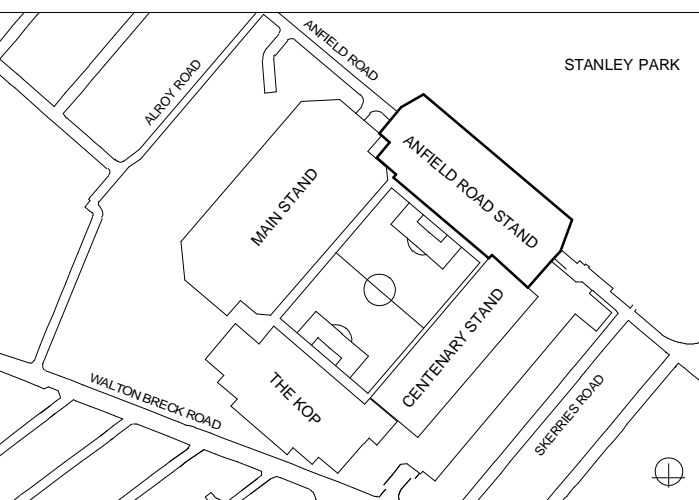 ANFIELD ROAD
STANLEY PARK
ALROY ROAD
ANFIELD ROAD STAND
MAIN STAND
CENTENARY STAND
THE KOP
WALTON BRECK ROAD
SKERRIES ROAD